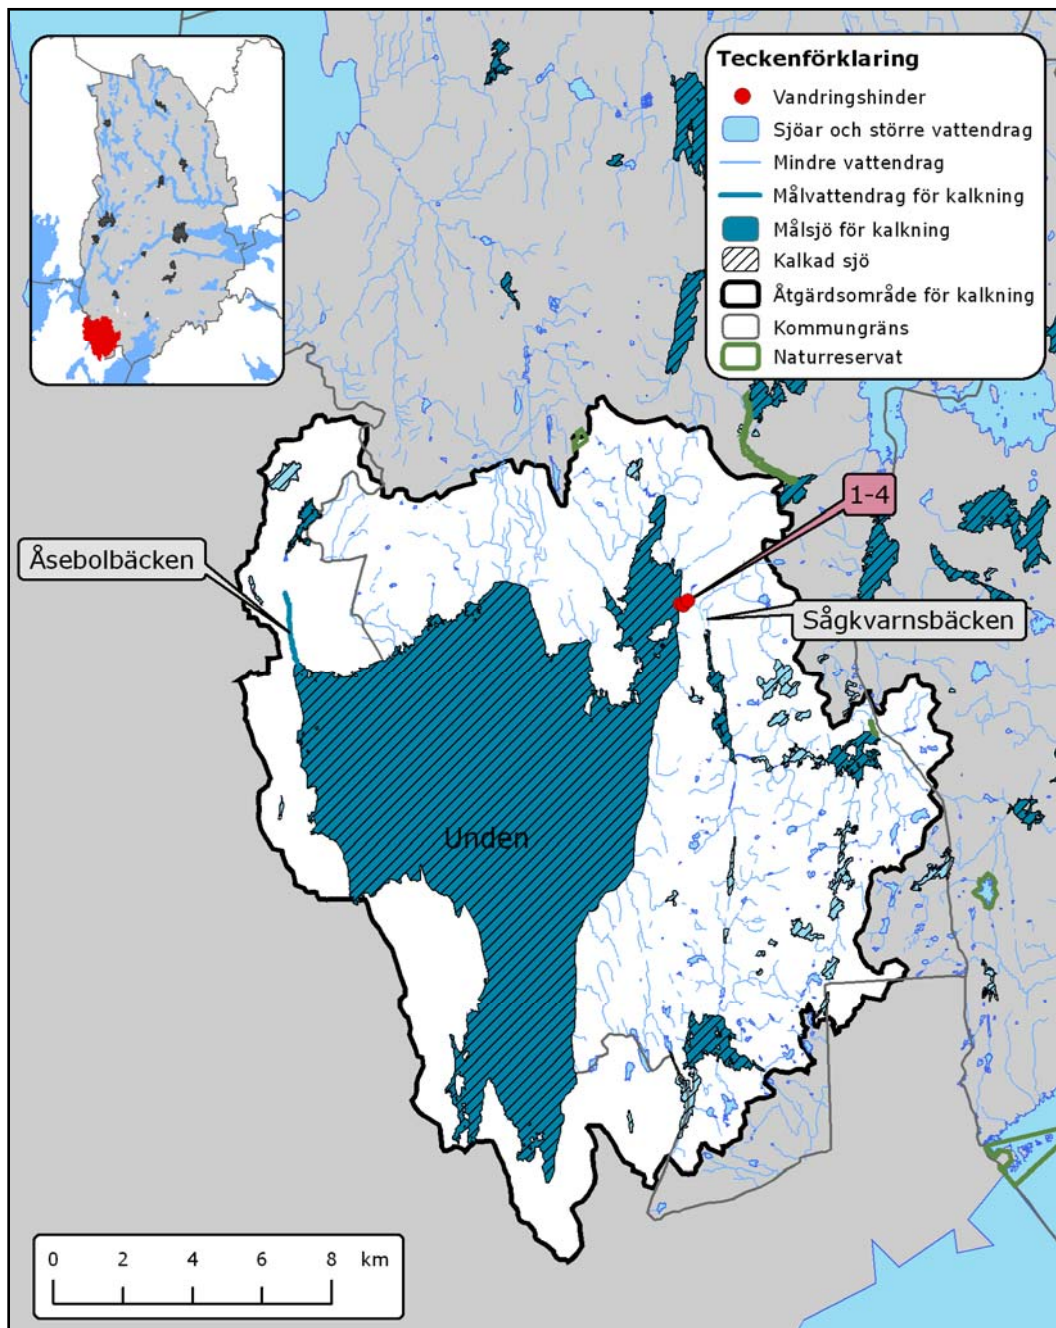 Teckenförklaring
Vandringshinder
Sjöar och större vattendrag
Mindre vattendrag
Målvattendrag för kalkning
Målsjö för kalkning
Kalkad sjö
Åtgärdsområde för kalkning
Kommungräns
Naturreservat
1-4
Åsebolbäcken
Sågkvarnsbäcken
Unden
0 2 4 6 8 km